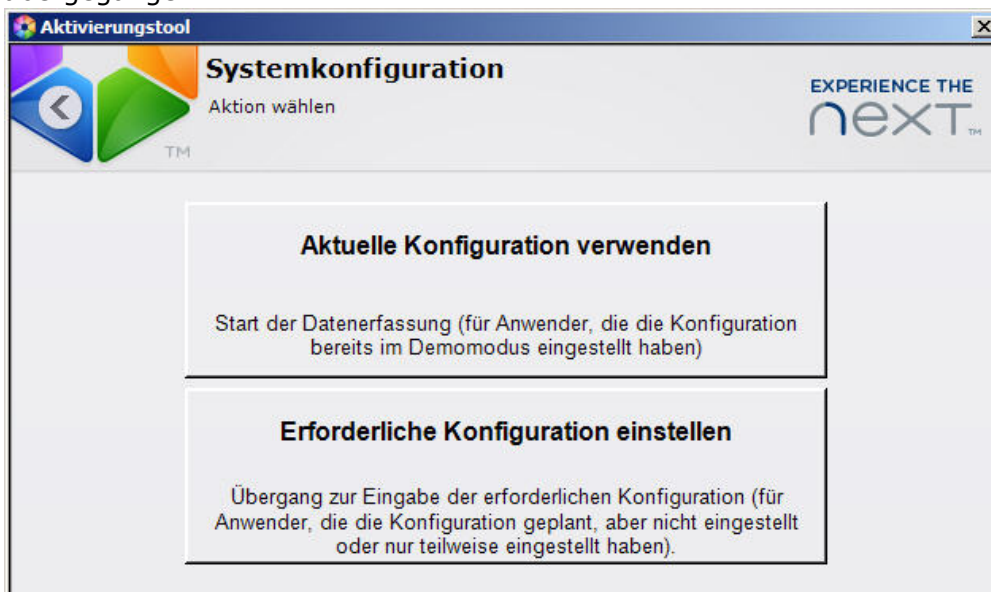 Aktivierungstool
Systemkonfiguration
Aktion wählen
TM
EXPERIENCE THE
next™
Aktuelle Konfiguration verwenden
Start der Datenerfassung (für Anwender, die die Konfiguration
bereits im Demomodus eingestellt haben)
Erforderliche Konfiguration einstellen
Übergang zur Eingabe der erforderlichen Konfiguration (für
Anwender, die die Konfiguration geplant, aber nicht eingestellt
oder nur teilweise eingestellt haben).